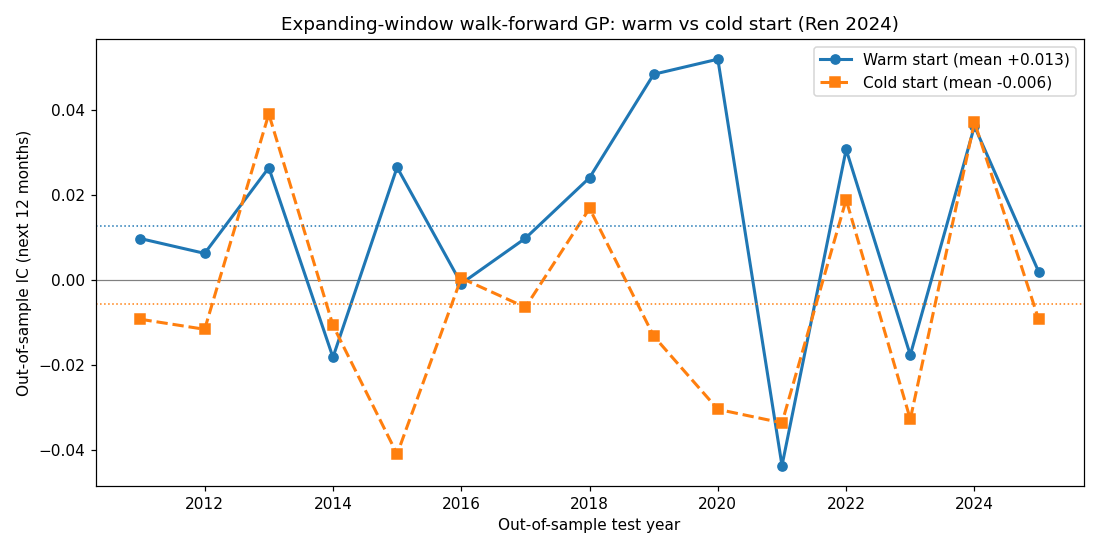 Expanding-window walk-forward GP: warm vs cold start (Ren 2024)
Warm start (mean +0.013)
Cold start (mean -0.006)
Out-of-sample IC (next 12 months)
0.04
0.02
0.00
−0.02
−0.04
2012 2014 2016 2018 2020 2022 2024
Out-of-sample test year